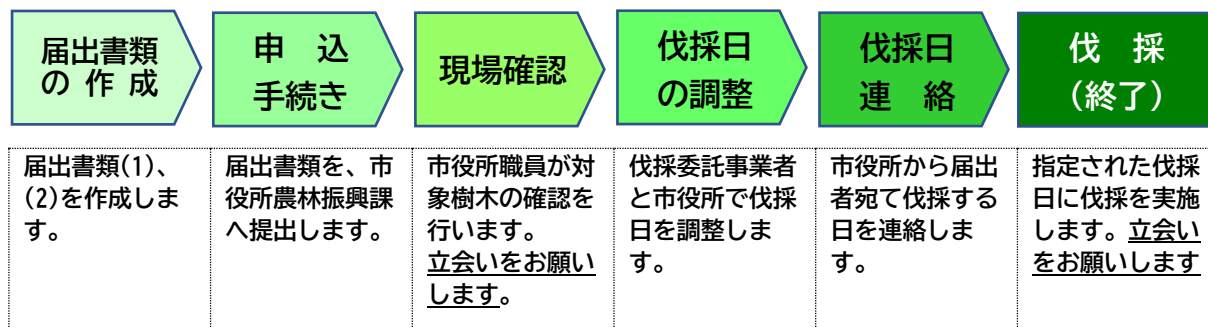 届出書類
の 作 成
申　込
手続き
現場確認
伐採日
の調整
伐採日
連　絡
伐　採
（終了）
届出書類(1)、
(2)を作成しま
す。
届出書類を、市
役所農林振興課
へ提出します。
市役所職員が対
象樹木の確認を
行います。
立会いをお願い
します。
伐採委託事業者
と市役所で伐採
日を調整しま
す。
市役所から届出
者宛て伐採する
日を連絡しま
す。
指定された伐採
日に伐採を実施
します。立会い
をお願いします